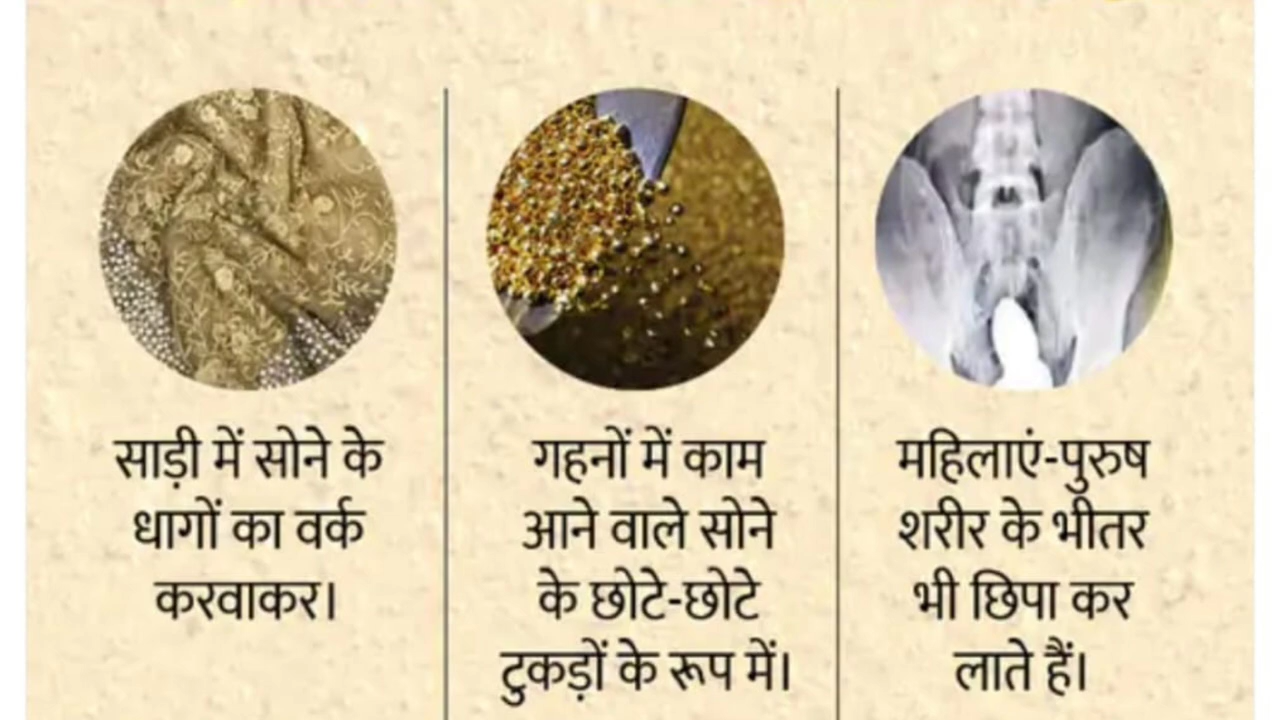 साड़ी में सोने के
धागों का वर्क
करवाकर।
गहनों में काम
आने वाले सोने
के छोटे-छोटे
टुकड़ों के रूप में।
महिलाएं-पुरुष
शरीर के भीतर
भी छिपा कर
लाते हैं।